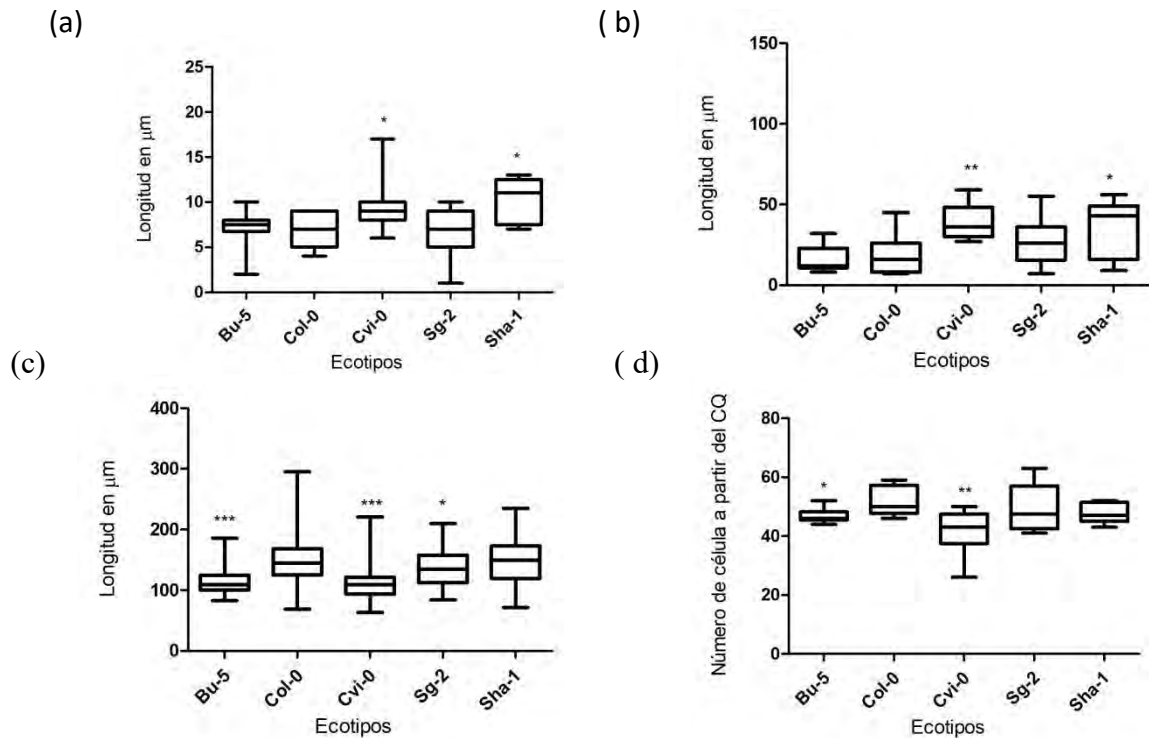 (a)
25
20
15
10
5
0
Longitud en μm
*
*
Bu-5
Col-0
Cvi-0
Sg-2
Sha-1
Ecotipos
( b)
150
100
50
0
Longitud en μm
**
*
Bu-5
Col-0
Cvi-0
Sg-2
Sha-1
Ecotipos
(c)
400
300
200
100
0
Longitud en μm
***
***
*
Bu-5
Col-0
Cvi-0
Sg-2
Sha-1
Ecotipos
( d)
80
60
40
20
0
Número de célula a partir del CQ
*
**
Bu-5
Col-0
Cvi-0
Sg-2
Sha-1
Ecotipos